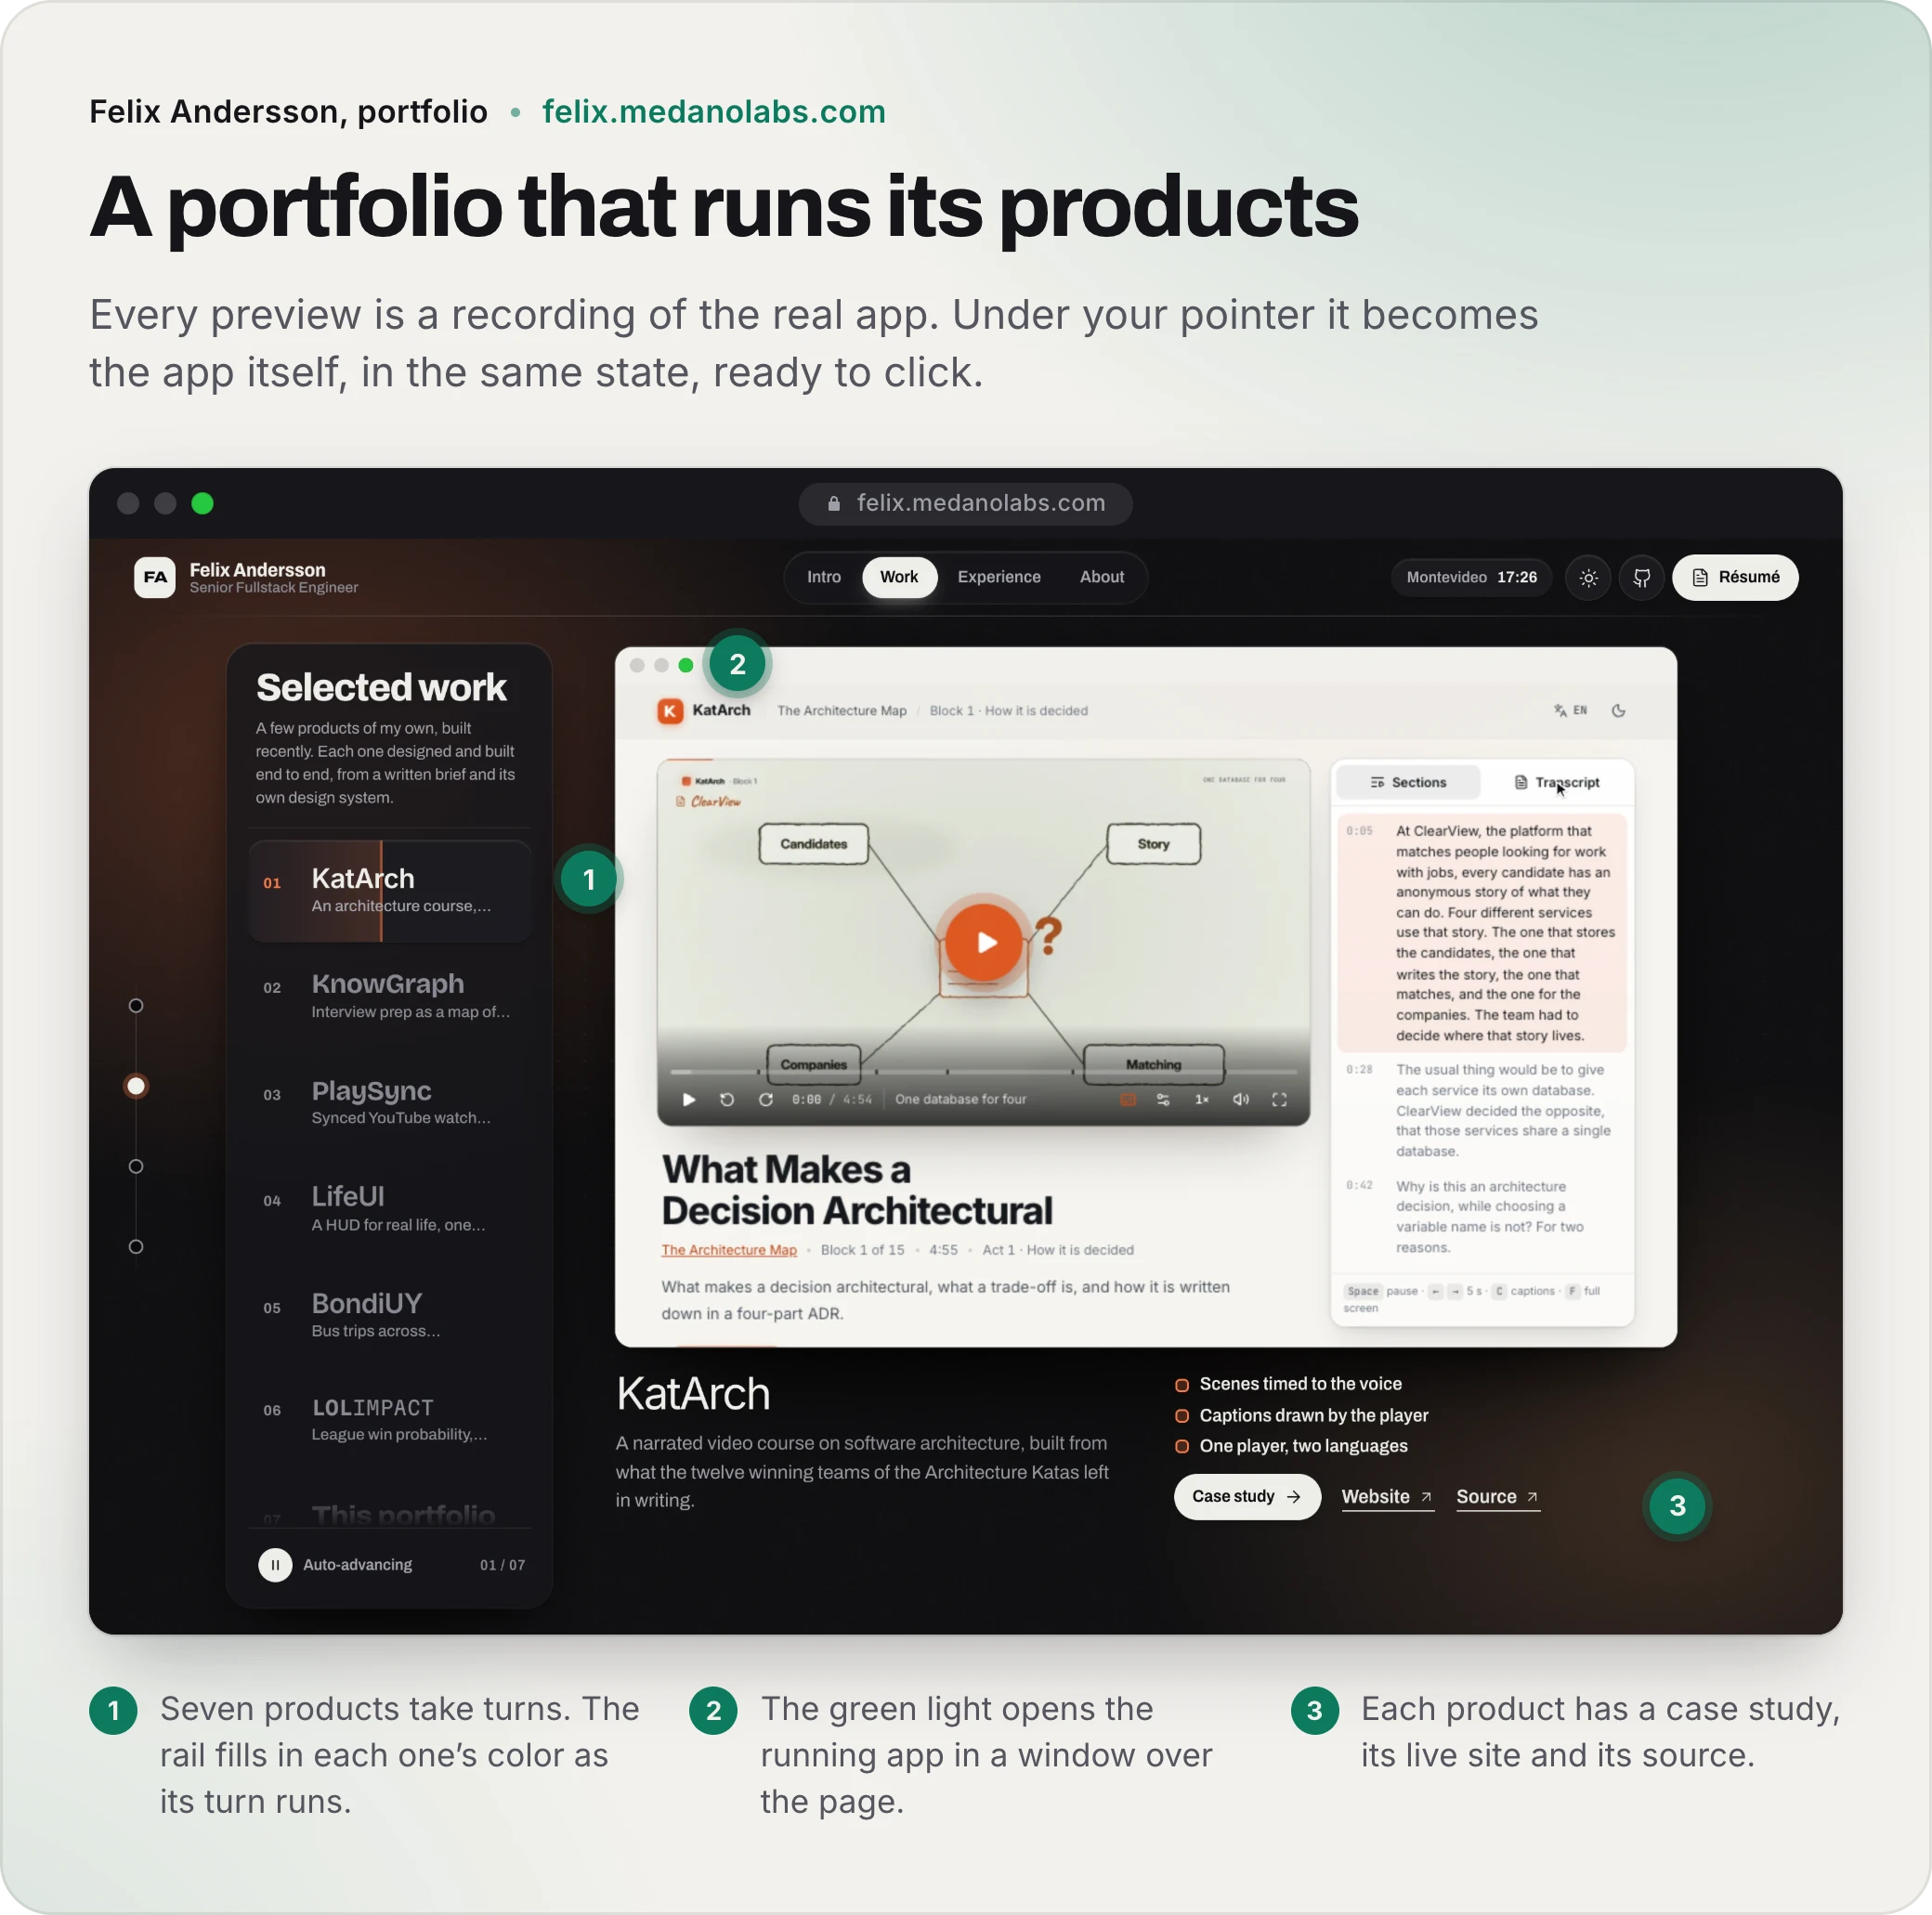 Felix Andersson, portfolio • felix.medanolabs.com
A portfolio that runs its products
Every preview is a recording of the real app. Under your pointer it becomes
the app itself, in the same state, ready to click.
felix.medanolabs.com
FA
Felix Andersson
Senior Fullstack Engineer
Intro Work Experience About
Montevideo 17:26
Résumé
Selected work
A few products of my own, built
recently. Each one designed and built
end to end, from a written brief and its
own design system.
01 KatArch
An architecture course,...
02 KnowGraph
Interview prep as a map of...
03 PlaySync
Synced YouTube watch...
04 LifeUI
A HUD for real life, one...
05 BondiUY
Bus trips across...
06 LOLIMPACT
League win probability,...
07 This portfolio
Auto-advancing 01 / 07
1
2
K KatArch The Architecture Map / Block 1 · How it is decided
EN
KatArch · Block 1
ONE DATABASE FOR FOUR
ClearView
Candidates
Story
?
Companies
Matching
0:00 / 4:54 One database for four
1×
Sections Transcript
0:05 At ClearView, the platform that
matches people looking for work
with jobs, every candidate has an
anonymous story of what they
can do. Four different services
use that story. The one that stores
the candidates, the one that
writes the story, the one that
matches, and the one for the
companies. The team had to
decide where that story lives.
0:28 The usual thing would be to give
each service its own database.
ClearView decided the opposite,
that those services share a single
database.
0:42 Why is this an architecture
decision, while choosing a
variable name is not? For two
reasons.
Space pause · ← → 5 s · C captions · F full
screen
What Makes a
Decision Architectural
The Architecture Map • Block 1 of 15 • 4:55 • Act 1 · How it is decided
What makes a decision architectural, what a trade-off is, and how it is written
down in a four-part ADR.
KatArch
A narrated video course on software architecture, built from
what the twelve winning teams of the Architecture Katas left
in writing.
Scenes timed to the voice
Captions drawn by the player
One player, two languages
Case study → Website ↗ Source ↗
3
1 Seven products take turns. The
rail fills in each one’s color as
its turn runs.
2 The green light opens the
running app in a window over
the page.
3 Each product has a case study,
its live site and its source.